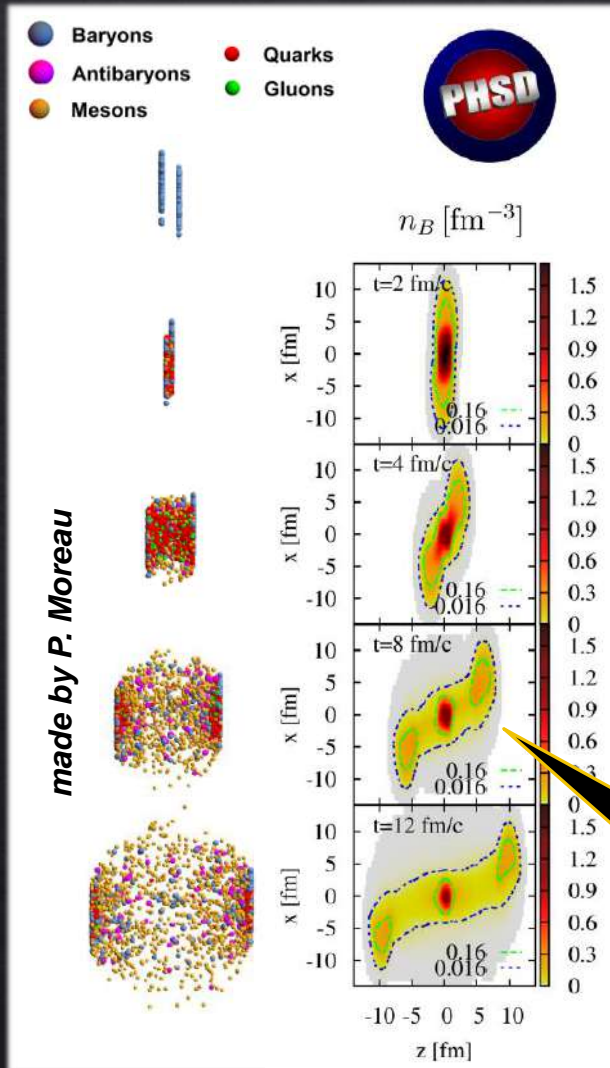 Baryons
Antibaryons
Mesons
Quarks
Gluons
PHSD
made by P. Moreau
n_B [fm⁻³]
t=2 fm/c
x [fm]
10
5
0
-5
-10
0.16
0.016
1.5
1.2
0.9
0.6
0.3
0
t=4 fm/c
x [fm]
10
5
0
-5
-10
0.16
0.016
1.5
1.2
0.9
0.6
0.3
0
t=8 fm/c
x [fm]
10
5
0
-5
-10
0.16
0.016
1.5
1.2
0.9
0.6
0.3
0
t=12 fm/c
x [fm]
10
5
0
-5
-10
0.16
0.016
1.5
1.2
0.9
0.6
0.3
0
-10 -5 0 5 10
z [fm]